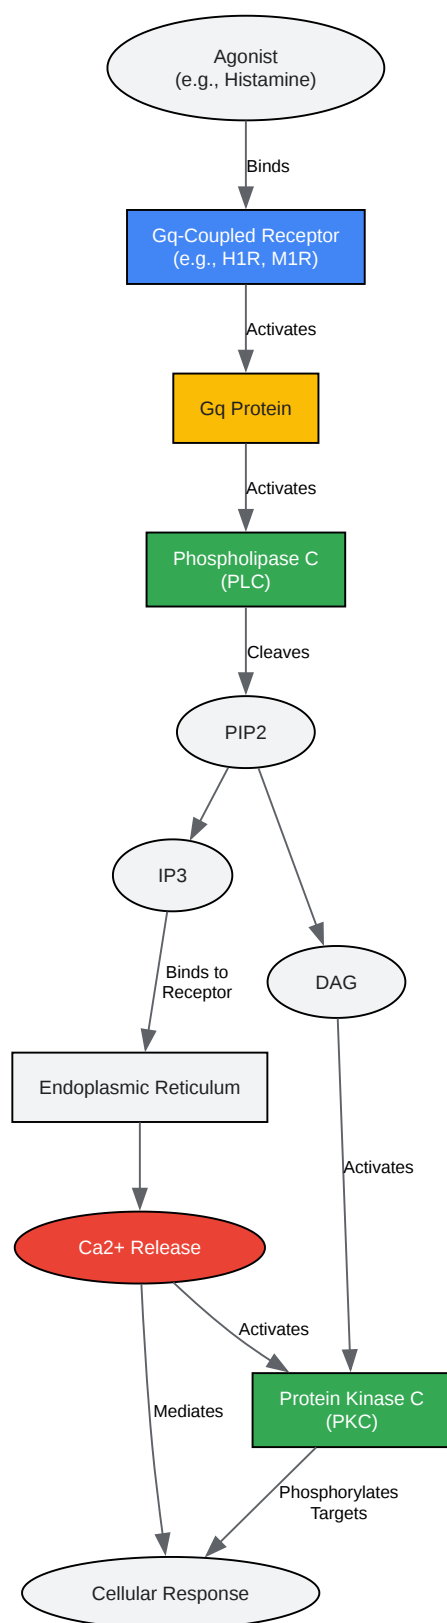 Agonist
(e.g., Histamine)
Binds
Gq-Coupled Receptor
(e.g., H1R, M1R)
Activates
Gq Protein
Activates
Phospholipase C
(PLC)
Cleaves
PIP2
IP3
Binds to
Receptor
DAG
Endoplasmic Reticulum
Activates
Ca2+ Release
Activates
Mediates
Protein Kinase C
(PKC)
Phosphorylates
Targets
Cellular Response